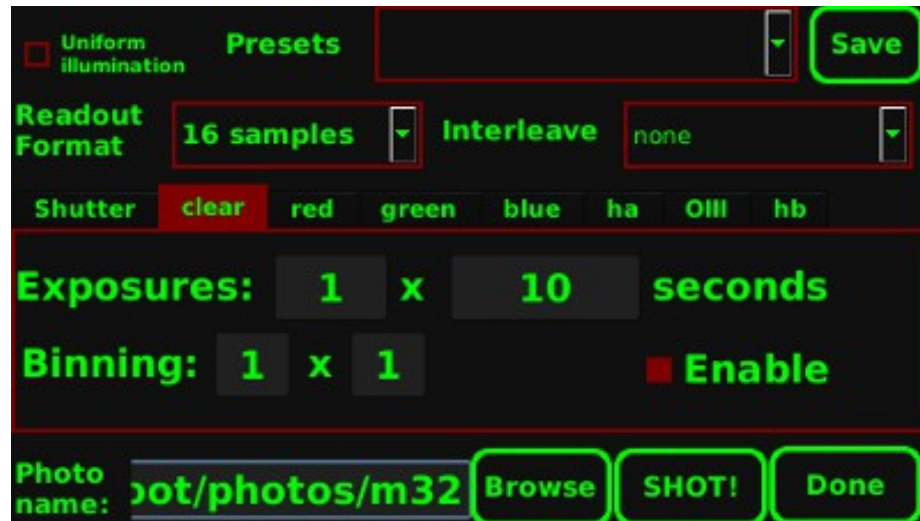 Uniform illumination Presets Save
Readout Format 16 samples Interleave none
Shutter clear red green blue ha OIII hb
Exposures: 1 x 10 seconds
Binning: 1 x 1 Enable
Photo name: oot/photos/m32 Browse SHOT! Done